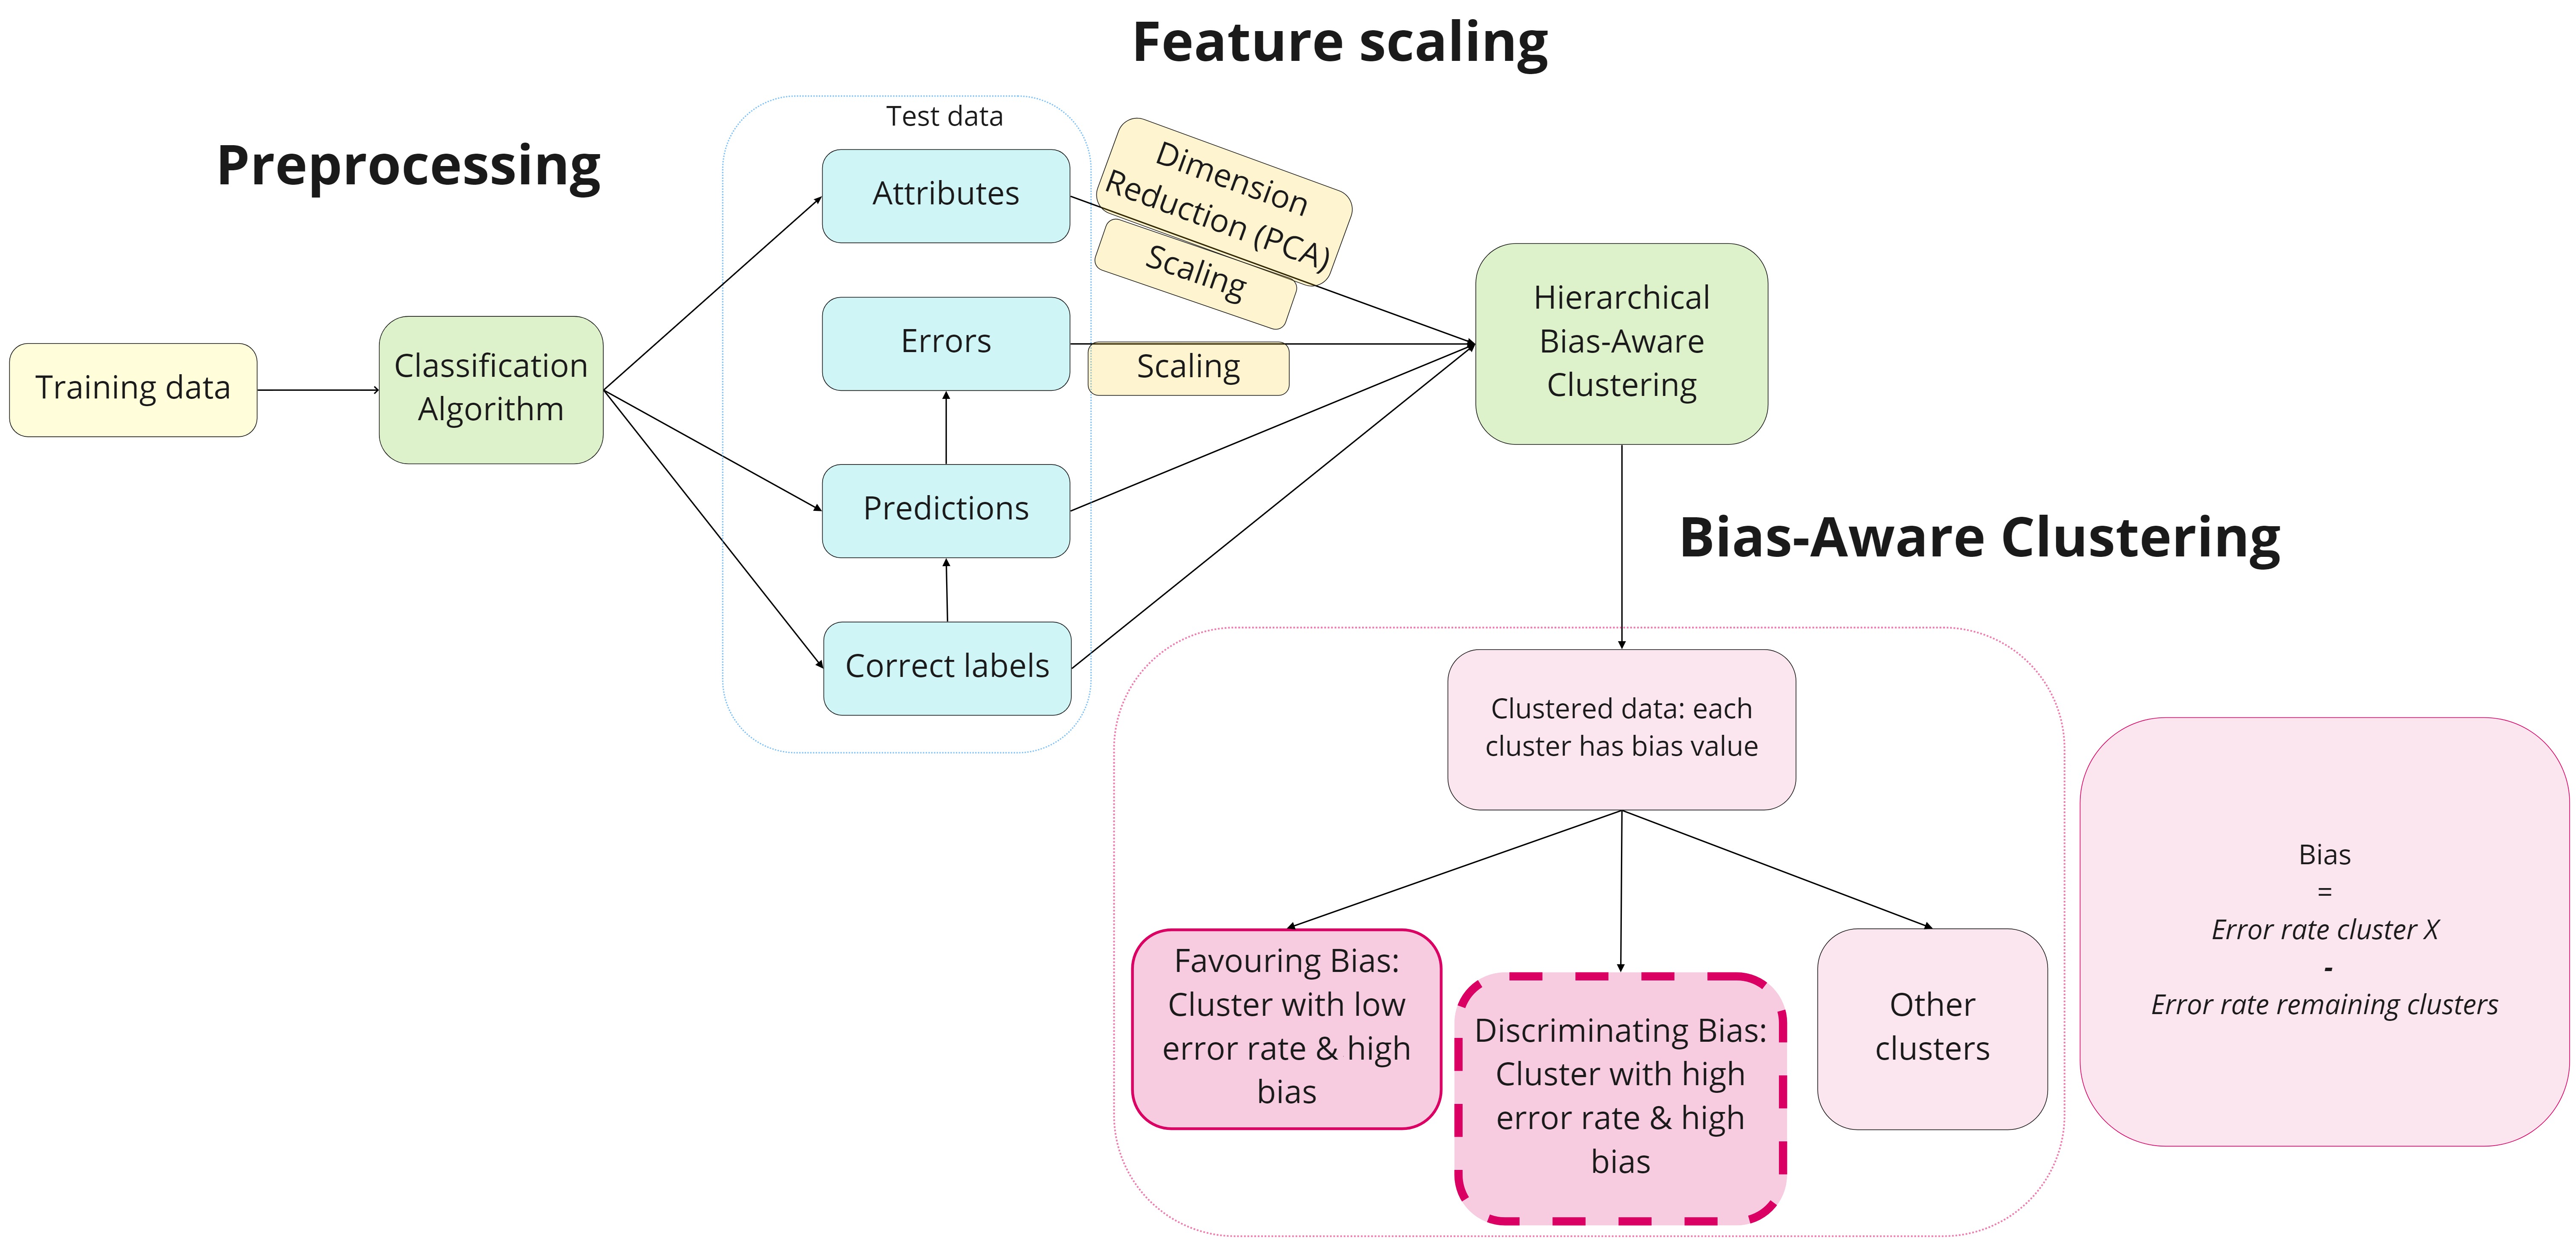 Feature scaling
Preprocessing
Test data
Attributes
Dimension
Reduction (PCA)
Scaling
Errors
Scaling
Training data
Classification
Algorithm
Predictions
Correct labels
Hierarchical
Bias-Aware
Clustering
Bias-Aware Clustering
Clustered data: each
cluster has bias value
Favouring Bias:
Cluster with low
error rate & high
bias
Discriminating Bias:
Cluster with high
error rate & high
bias
Other
clusters
Bias
=
Error rate cluster X
-
Error rate remaining clusters